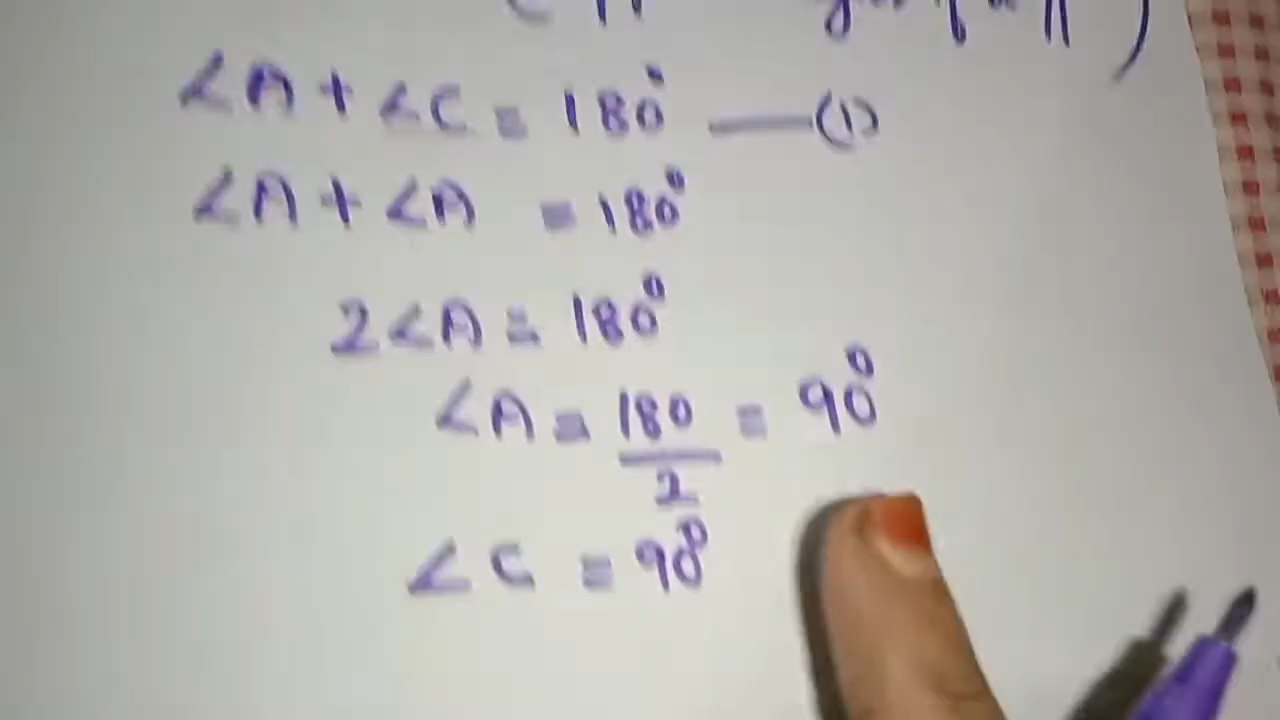 ∠A + ∠C = 180° —(1)
∠A + ∠A = 180°
2∠A = 180°
∠A = 180/2 = 90°
∠C = 90°